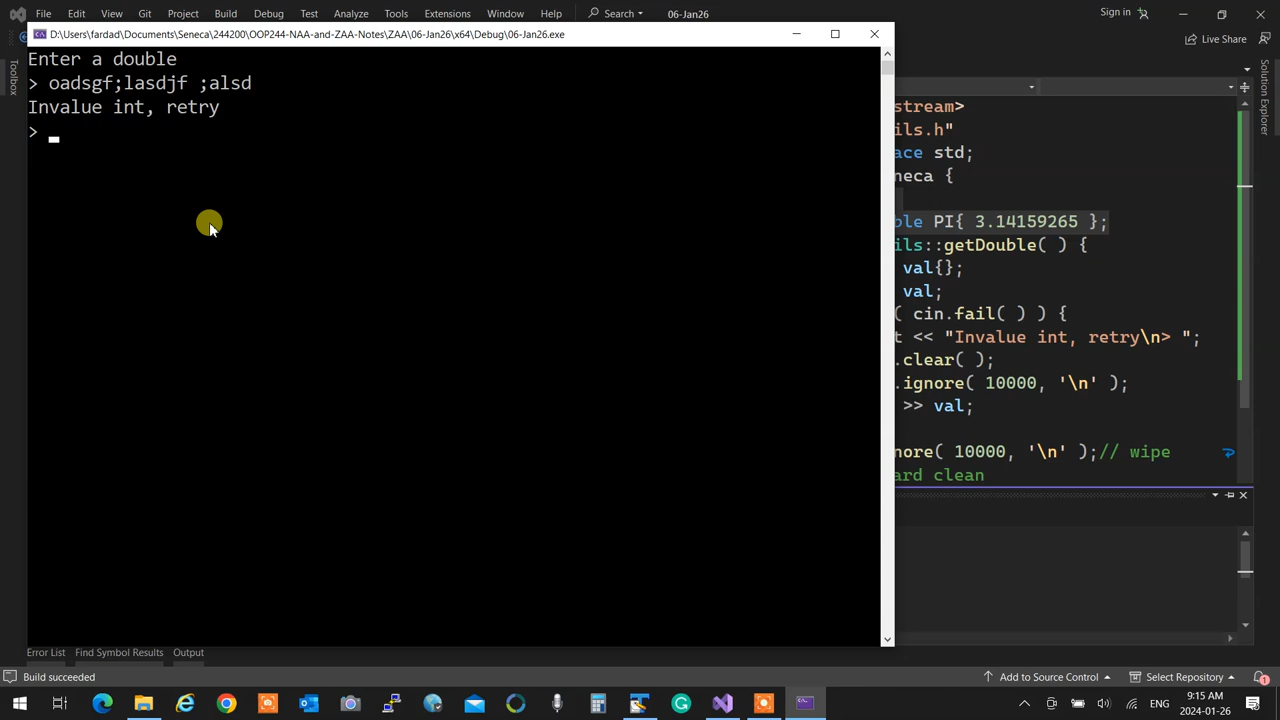 File Edit View Git Project Build Debug Test Analyze Tools Extensions Window Help Search 06-Jan26 Sign in
D:\Users\fardad\Documents\Seneca\244200\OOP244-NAA-and-ZAA-Notes\ZAA\06-Jan26\x64\Debug\06-Jan26.exe
Live Share
Toolbox
Solution Explorer
Enter a double
> oadsgf;lasdjf ;alsd
Invalue int, retry
>
stream>
ils.h"
ace std;
neca {
ble PI{ 3.14159265 };
ils::getDouble( ) {
val{};
val;
( cin.fail( ) ) {
t << "Invalue int, retry\n> ";
.clear( );
.ignore( 10000, '\n' );
>> val;
nore( 10000, '\n' );// wipe
ard clean
Error List Find Symbol Results Output
Build succeeded Add to Source Control Select Repository 1
ENG 9:15 AM
2024-01-26